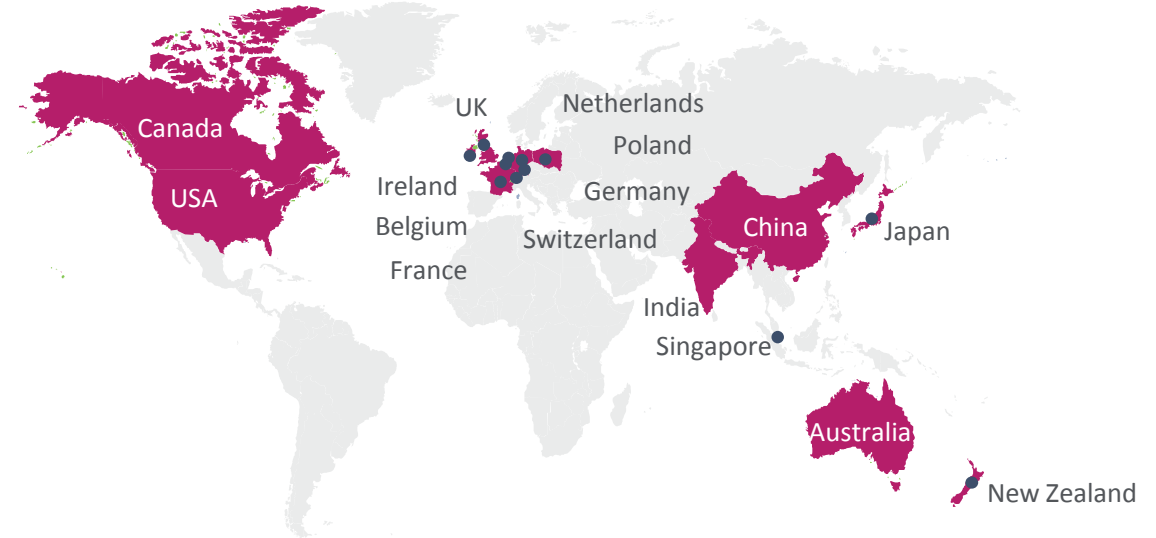 Netherlands
UK
Canada
Poland
Ireland
Germany
USA
Belgium
China
Japan
Switzerland
France
India
Singapore
Australia
New Zealand